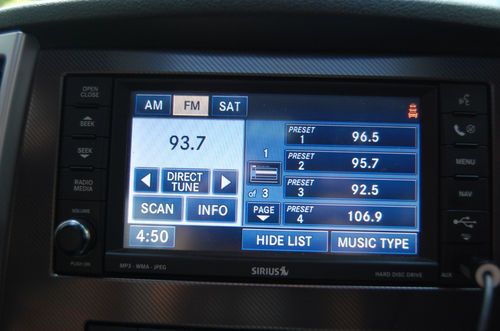 OPEN
CLOSE
SEEK
SEEK
RADIO
MEDIA
VOLUME
PUSH ON
AM FM SAT
93.7
DIRECT
TUNE
SCAN INFO
4:50
1
of 3
PAGE
PRESET
1 96.5
PRESET
2 95.7
PRESET
3 92.5
PRESET
4 106.9
HIDE LIST MUSIC TYPE
MENU
NAV
MP3 - WMA - JPEG
SIRIUS
HARD DISC DRIVE
AUX